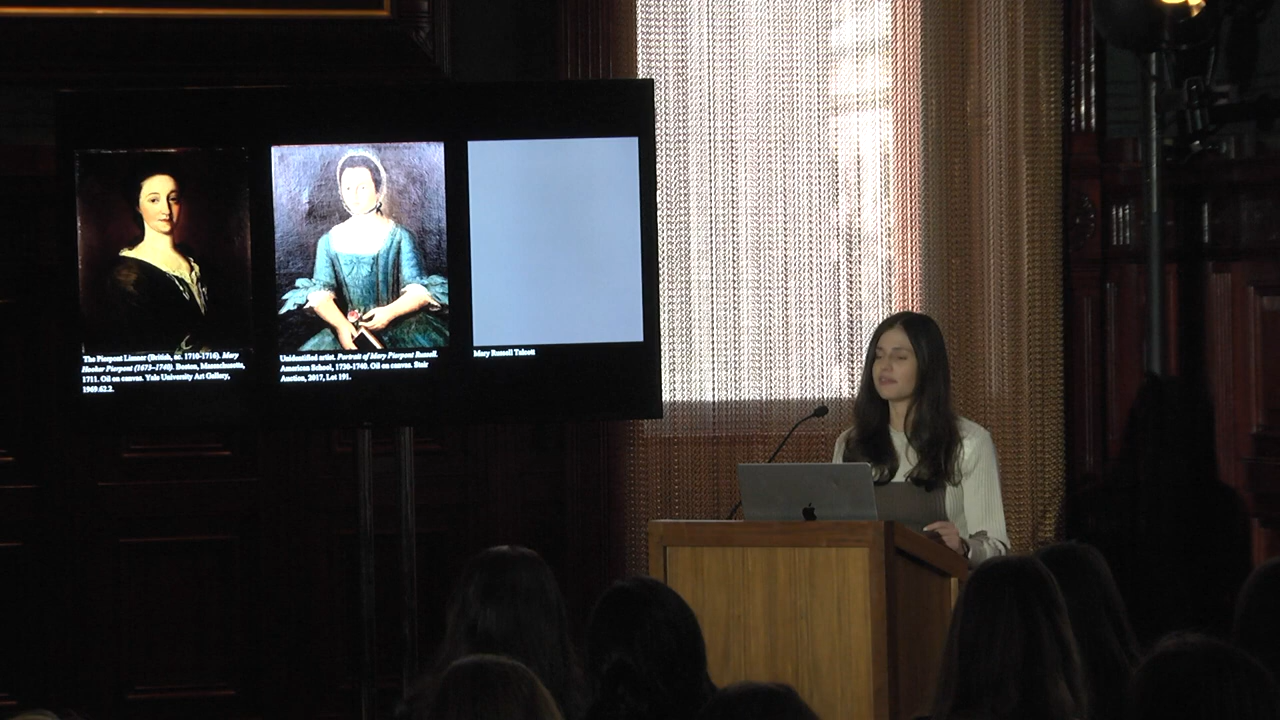 The Pierpont Limner (British, ac. 1710-1716). Mary
Hooker Pierpont (1673–1740). Boston, Massachusetts,
1711. Oil on canvas. Yale University Art Gallery,
1969.62.2.
Unidentified artist. Portrait of Mary Pierpont Russell.
American School, 1730-1740. Oil on canvas. Stair
Auction, 2017, Lot 191.
Mary Russell Talcott